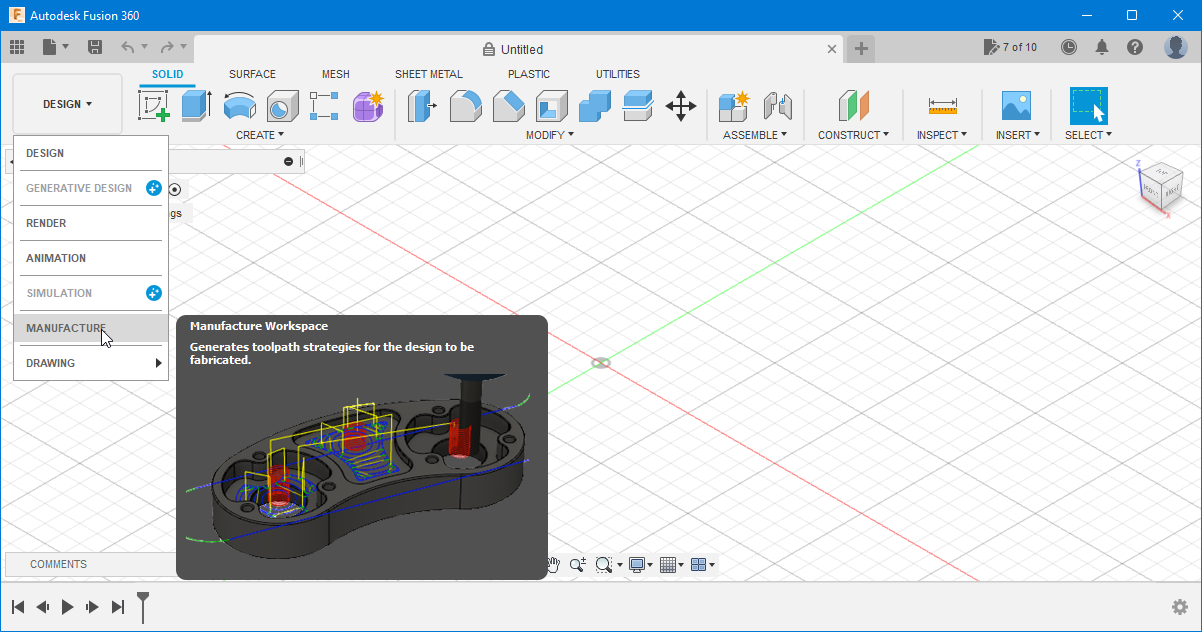 Autodesk Fusion 360
Untitled
7 of 10
DESIGN
SOLID
SURFACE
MESH
SHEET METAL
PLASTIC
UTILITIES
CREATE
MODIFY
ASSEMBLE
CONSTRUCT
INSPECT
INSERT
SELECT
DESIGN
GENERATIVE DESIGN
RENDER
ANIMATION
SIMULATION
MANUFACTURE
DRAWING
gs
Z
X
Manufacture Workspace
Generates toolpath strategies for the design to be
fabricated.
COMMENTS